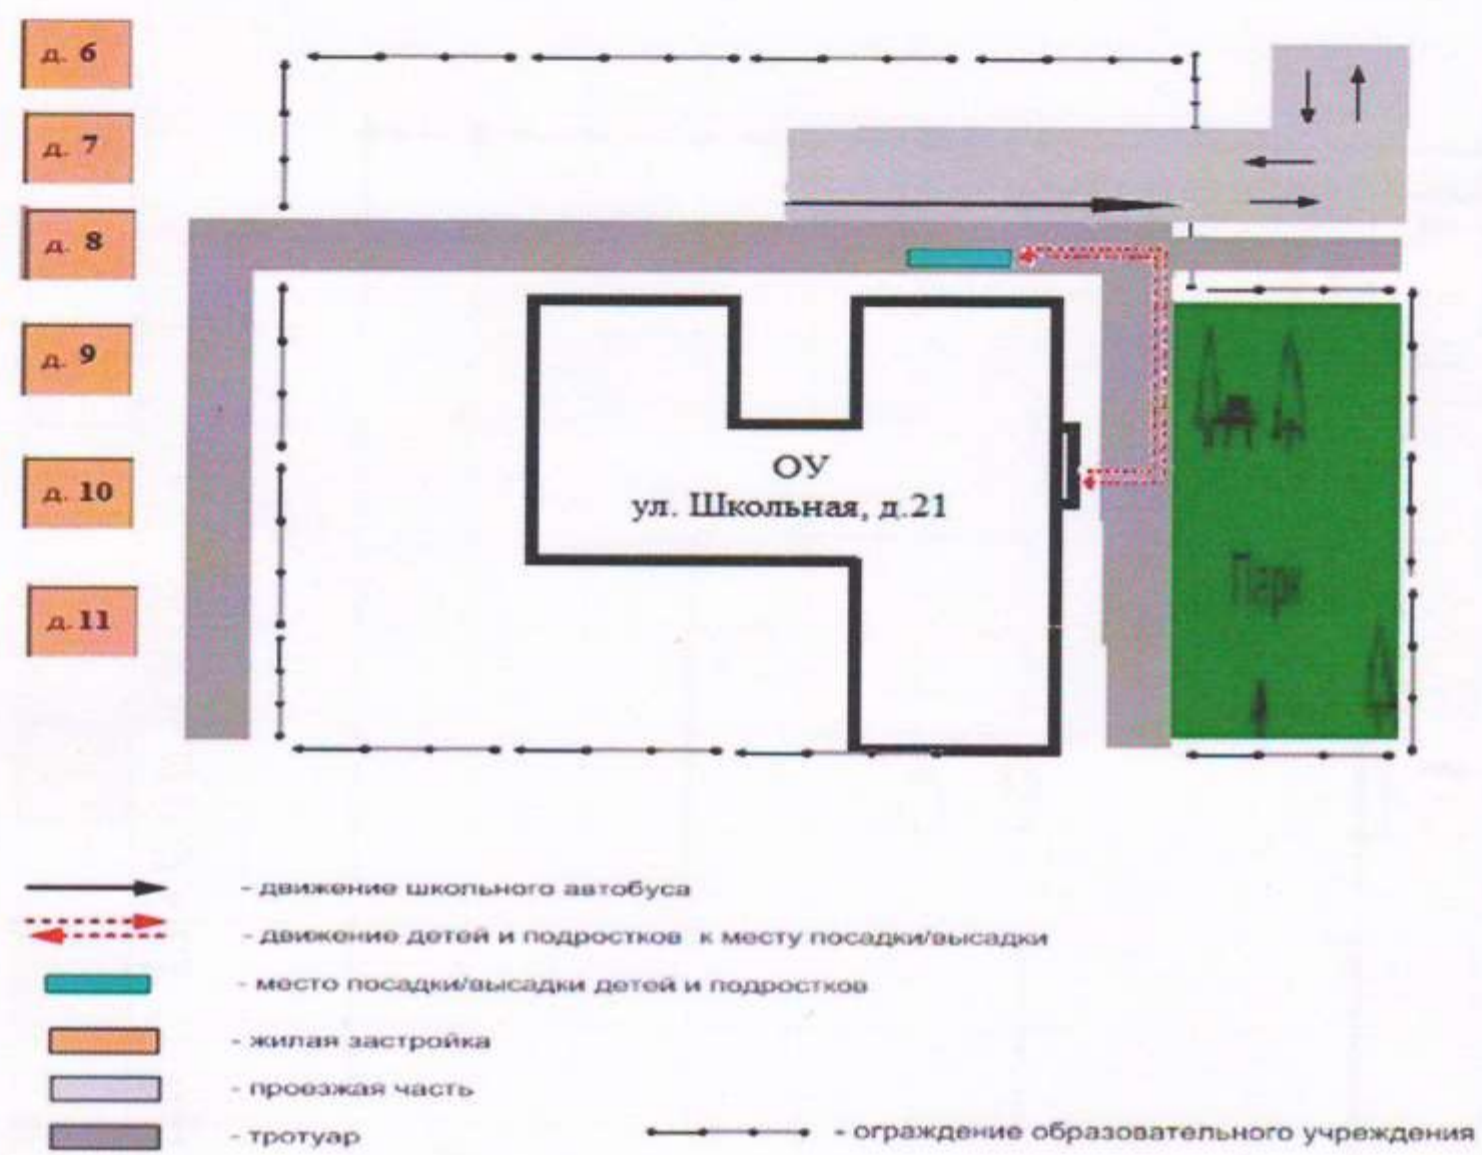 д. 6
д. 7
д. 8
д. 9
д. 10
д. 11
ОУ
ул. Школьная, д.21
Парк
- движение школьного автобуса
- движение детей и подростков к месту посадки/высадки
- место посадки/высадки детей и подростков
- жилая застройка
- проезжая часть
- тротуар
- ограждение образовательного учреждения